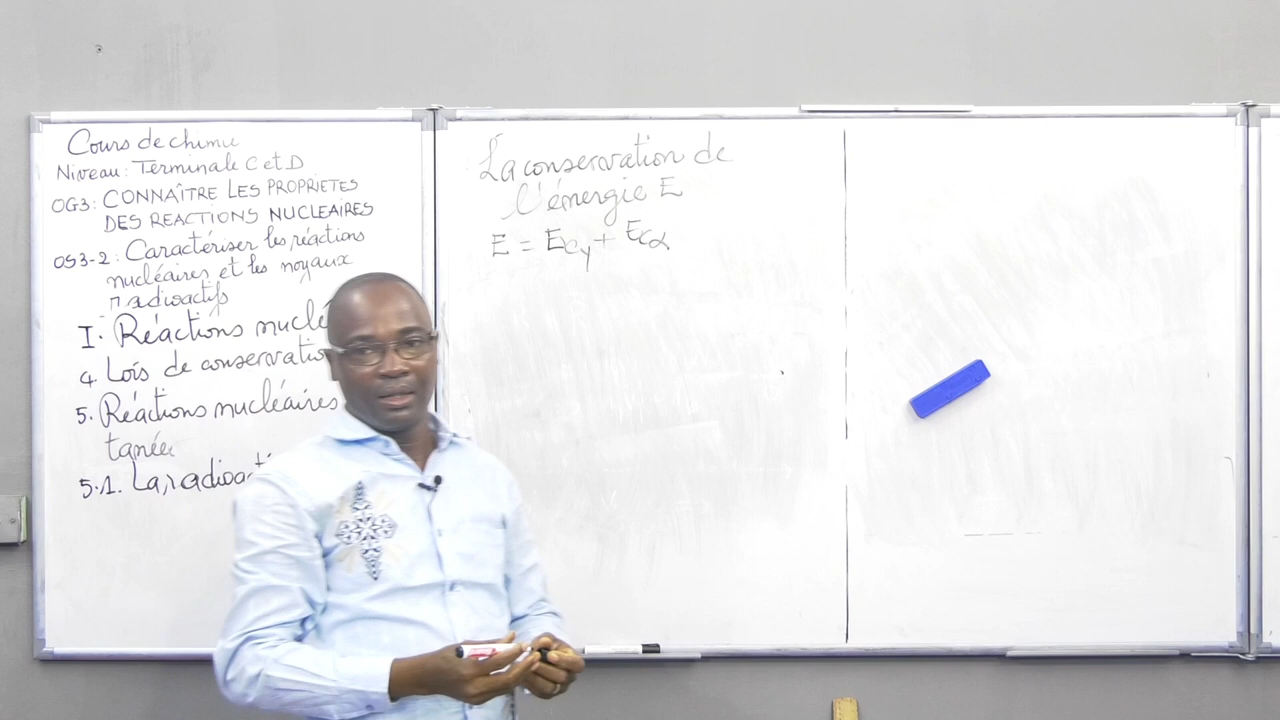 Cours de chimie
Niveau: Terminale C et D
OG3: CONNAÎTRE LES PROPRIETES
DES REACTIONS NUCLEAIRES
OS3-2: Caractériser les réactions
nucléaires et les noyaux
radioactifs
I. Réactions nuclé
4. Lois de conservatio
5. Réactions nucléaires
tanée
5.1. La radioacti
La conservation de
l'énergie E
E = Ecy + Ecα